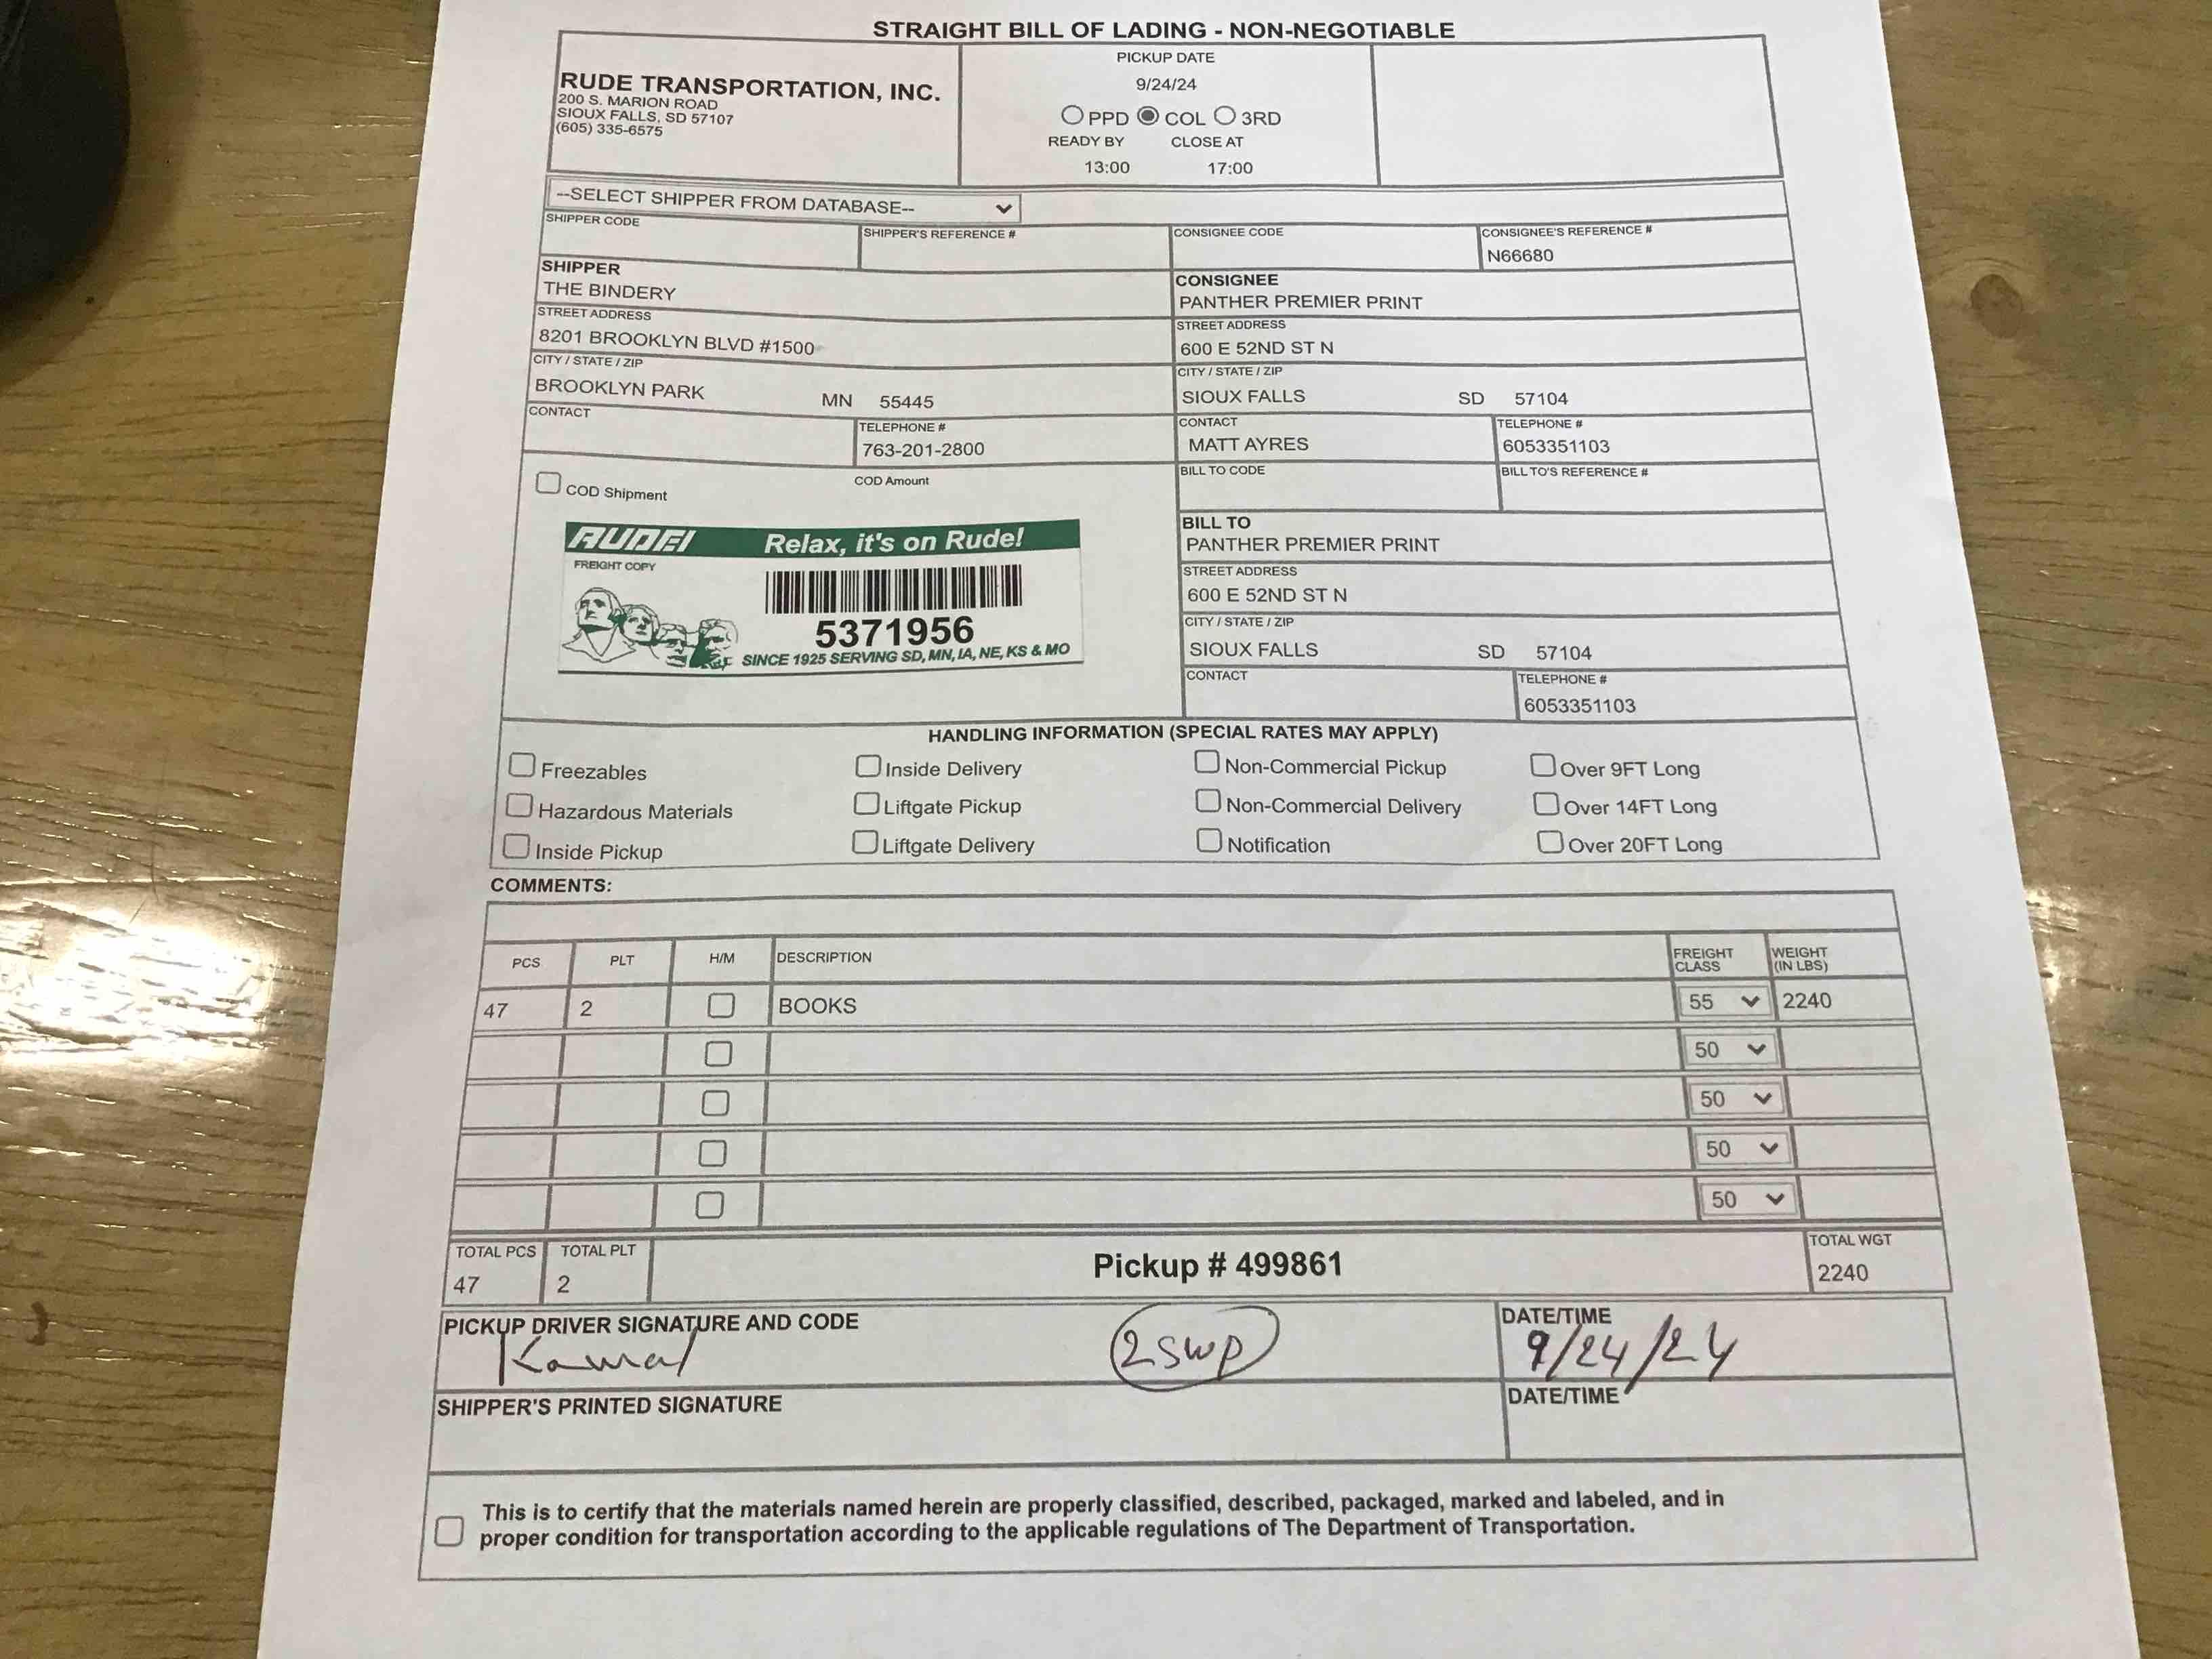 STRAIGHT BILL OF LADING - NON-NEGOTIABLE
RUDE TRANSPORTATION, INC.
200 S. MARION ROAD
SIOUX FALLS, SD 57107
(605) 335-6575
PICKUP DATE
9/24/24
PPD COL 3RD
READY BY CLOSE AT
13:00 17:00
--SELECT SHIPPER FROM DATABASE--
SHIPPER CODE
SHIPPER'S REFERENCE #
CONSIGNEE CODE
CONSIGNEE'S REFERENCE #
N66680
SHIPPER
THE BINDERY
STREET ADDRESS
8201 BROOKLYN BLVD #1500
CITY / STATE / ZIP
BROOKLYN PARK MN 55445
CONTACT
TELEPHONE #
763-201-2800
CONSIGNEE
PANTHER PREMIER PRINT
STREET ADDRESS
600 E 52ND ST N
CITY / STATE / ZIP
SIOUX FALLS SD 57104
CONTACT
MATT AYRES
TELEPHONE #
6053351103
COD Shipment
COD Amount
BILL TO CODE
BILL TO'S REFERENCE #
RUDE! Relax, it's on Rude!
FREIGHT COPY
5371956
SINCE 1925 SERVING SD, MN, IA, NE, KS & MO
BILL TO
PANTHER PREMIER PRINT
STREET ADDRESS
600 E 52ND ST N
CITY / STATE / ZIP
SIOUX FALLS SD 57104
CONTACT
TELEPHONE #
6053351103
HANDLING INFORMATION (SPECIAL RATES MAY APPLY)
Freezables Inside Delivery Non-Commercial Pickup Over 9FT Long
Hazardous Materials Liftgate Pickup Non-Commercial Delivery Over 14FT Long
Inside Pickup Liftgate Delivery Notification Over 20FT Long
COMMENTS:
PCS PLT H/M DESCRIPTION FREIGHT CLASS WEIGHT (IN LBS)
47 2 BOOKS 55 2240
50
50
50
50
TOTAL PCS TOTAL PLT TOTAL WGT
47 2 Pickup # 499861 2240
PICKUP DRIVER SIGNATURE AND CODE DATE/TIME
Kamal 2SWP 9/24/24
SHIPPER'S PRINTED SIGNATURE DATE/TIME
This is to certify that the materials named herein are properly classified, described, packaged, marked and labeled, and in
proper condition for transportation according to the applicable regulations of The Department of Transportation.